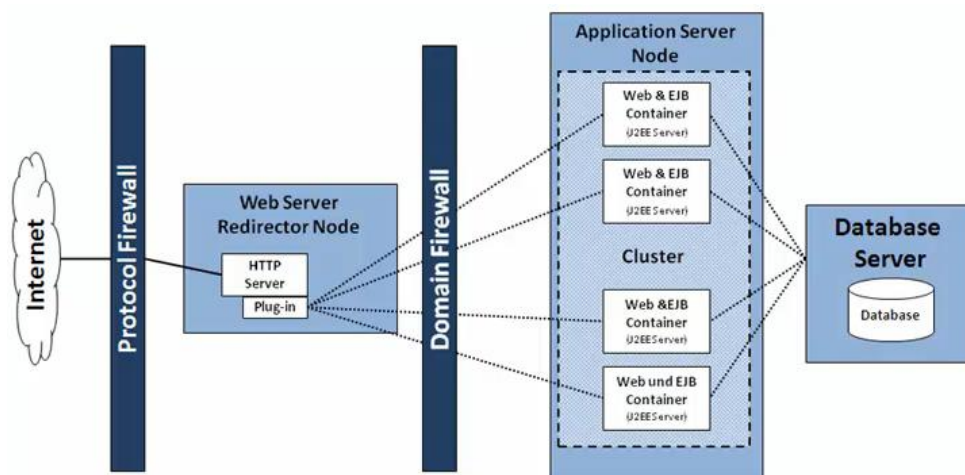 Internet
Protocol Firewall
Web Server
Redirector Node
HTTP
Server
Plug-in
Domain Firewall
Application Server
Node
Web & EJB
Container
(J2EE Server)
Web & EJB
Container
(J2EE Server)
Cluster
Web &EJB
Container
(J2EE Server)
Web und EJB
Container
(J2EE Server)
Database
Server
Database